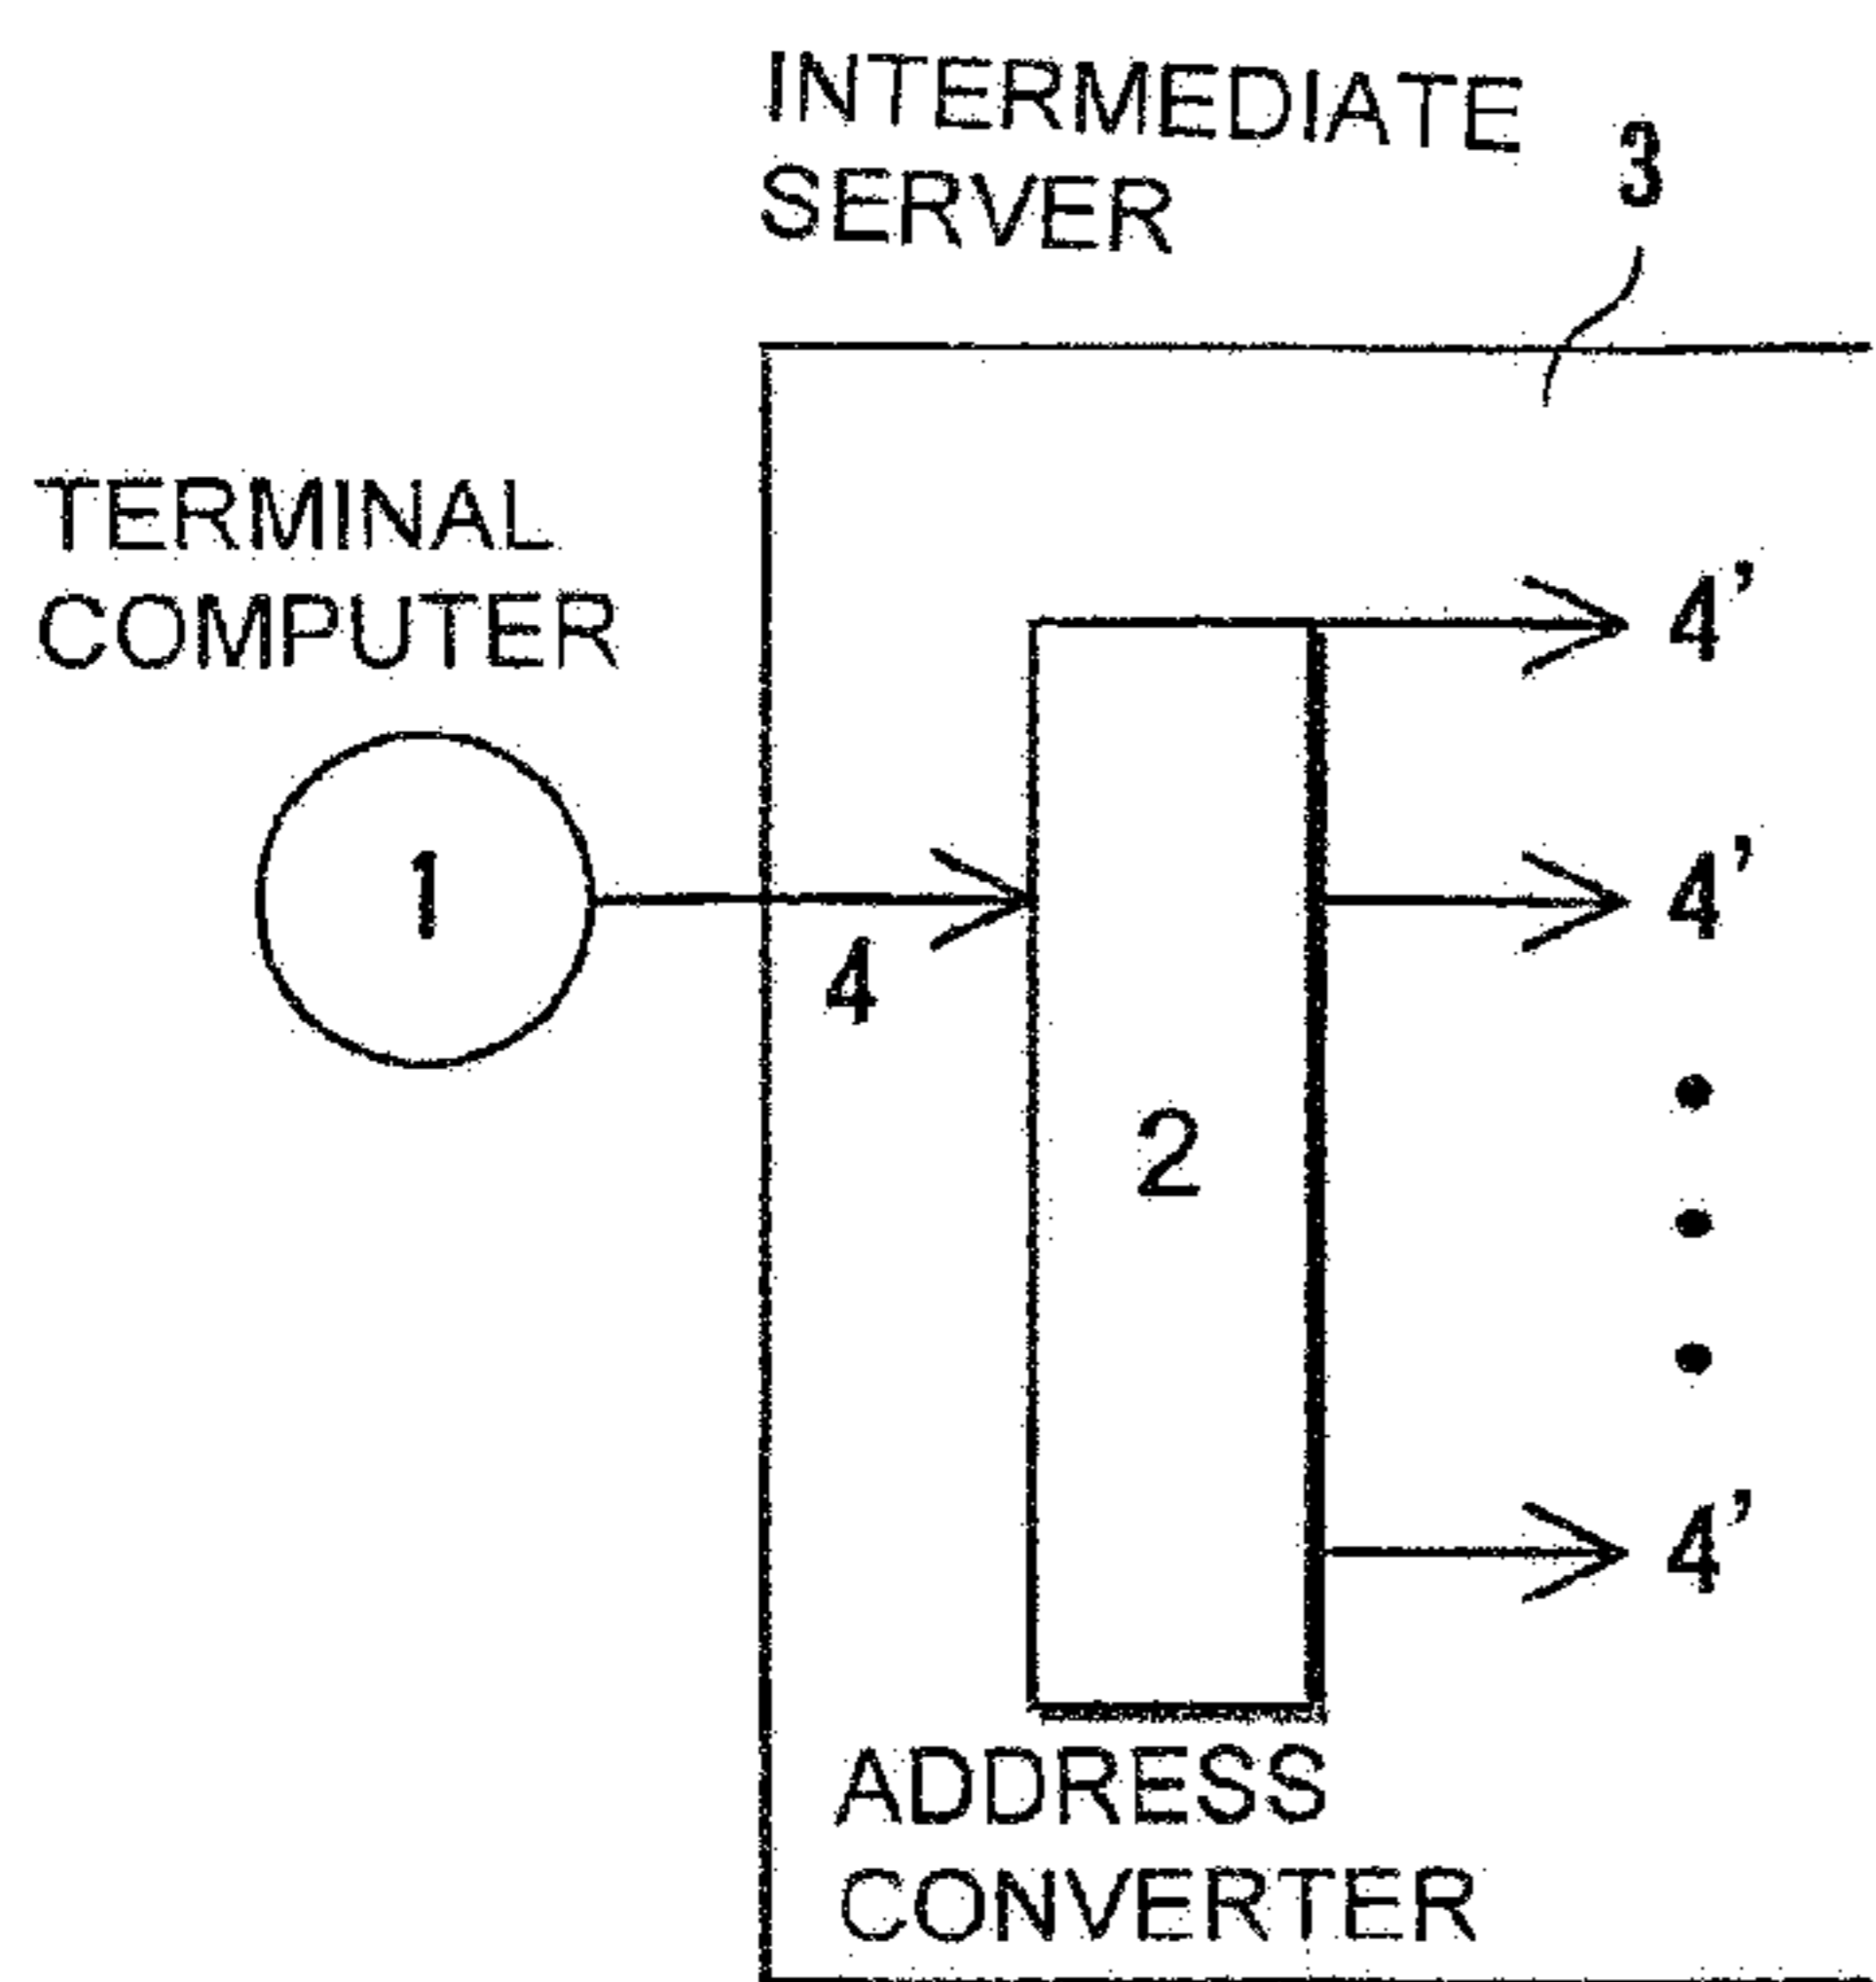 INTERMEDIATE
SERVER
3
TERMINAL
COMPUTER
4’
1
4’
4
2
4’
ADDRESS
CONVERTER